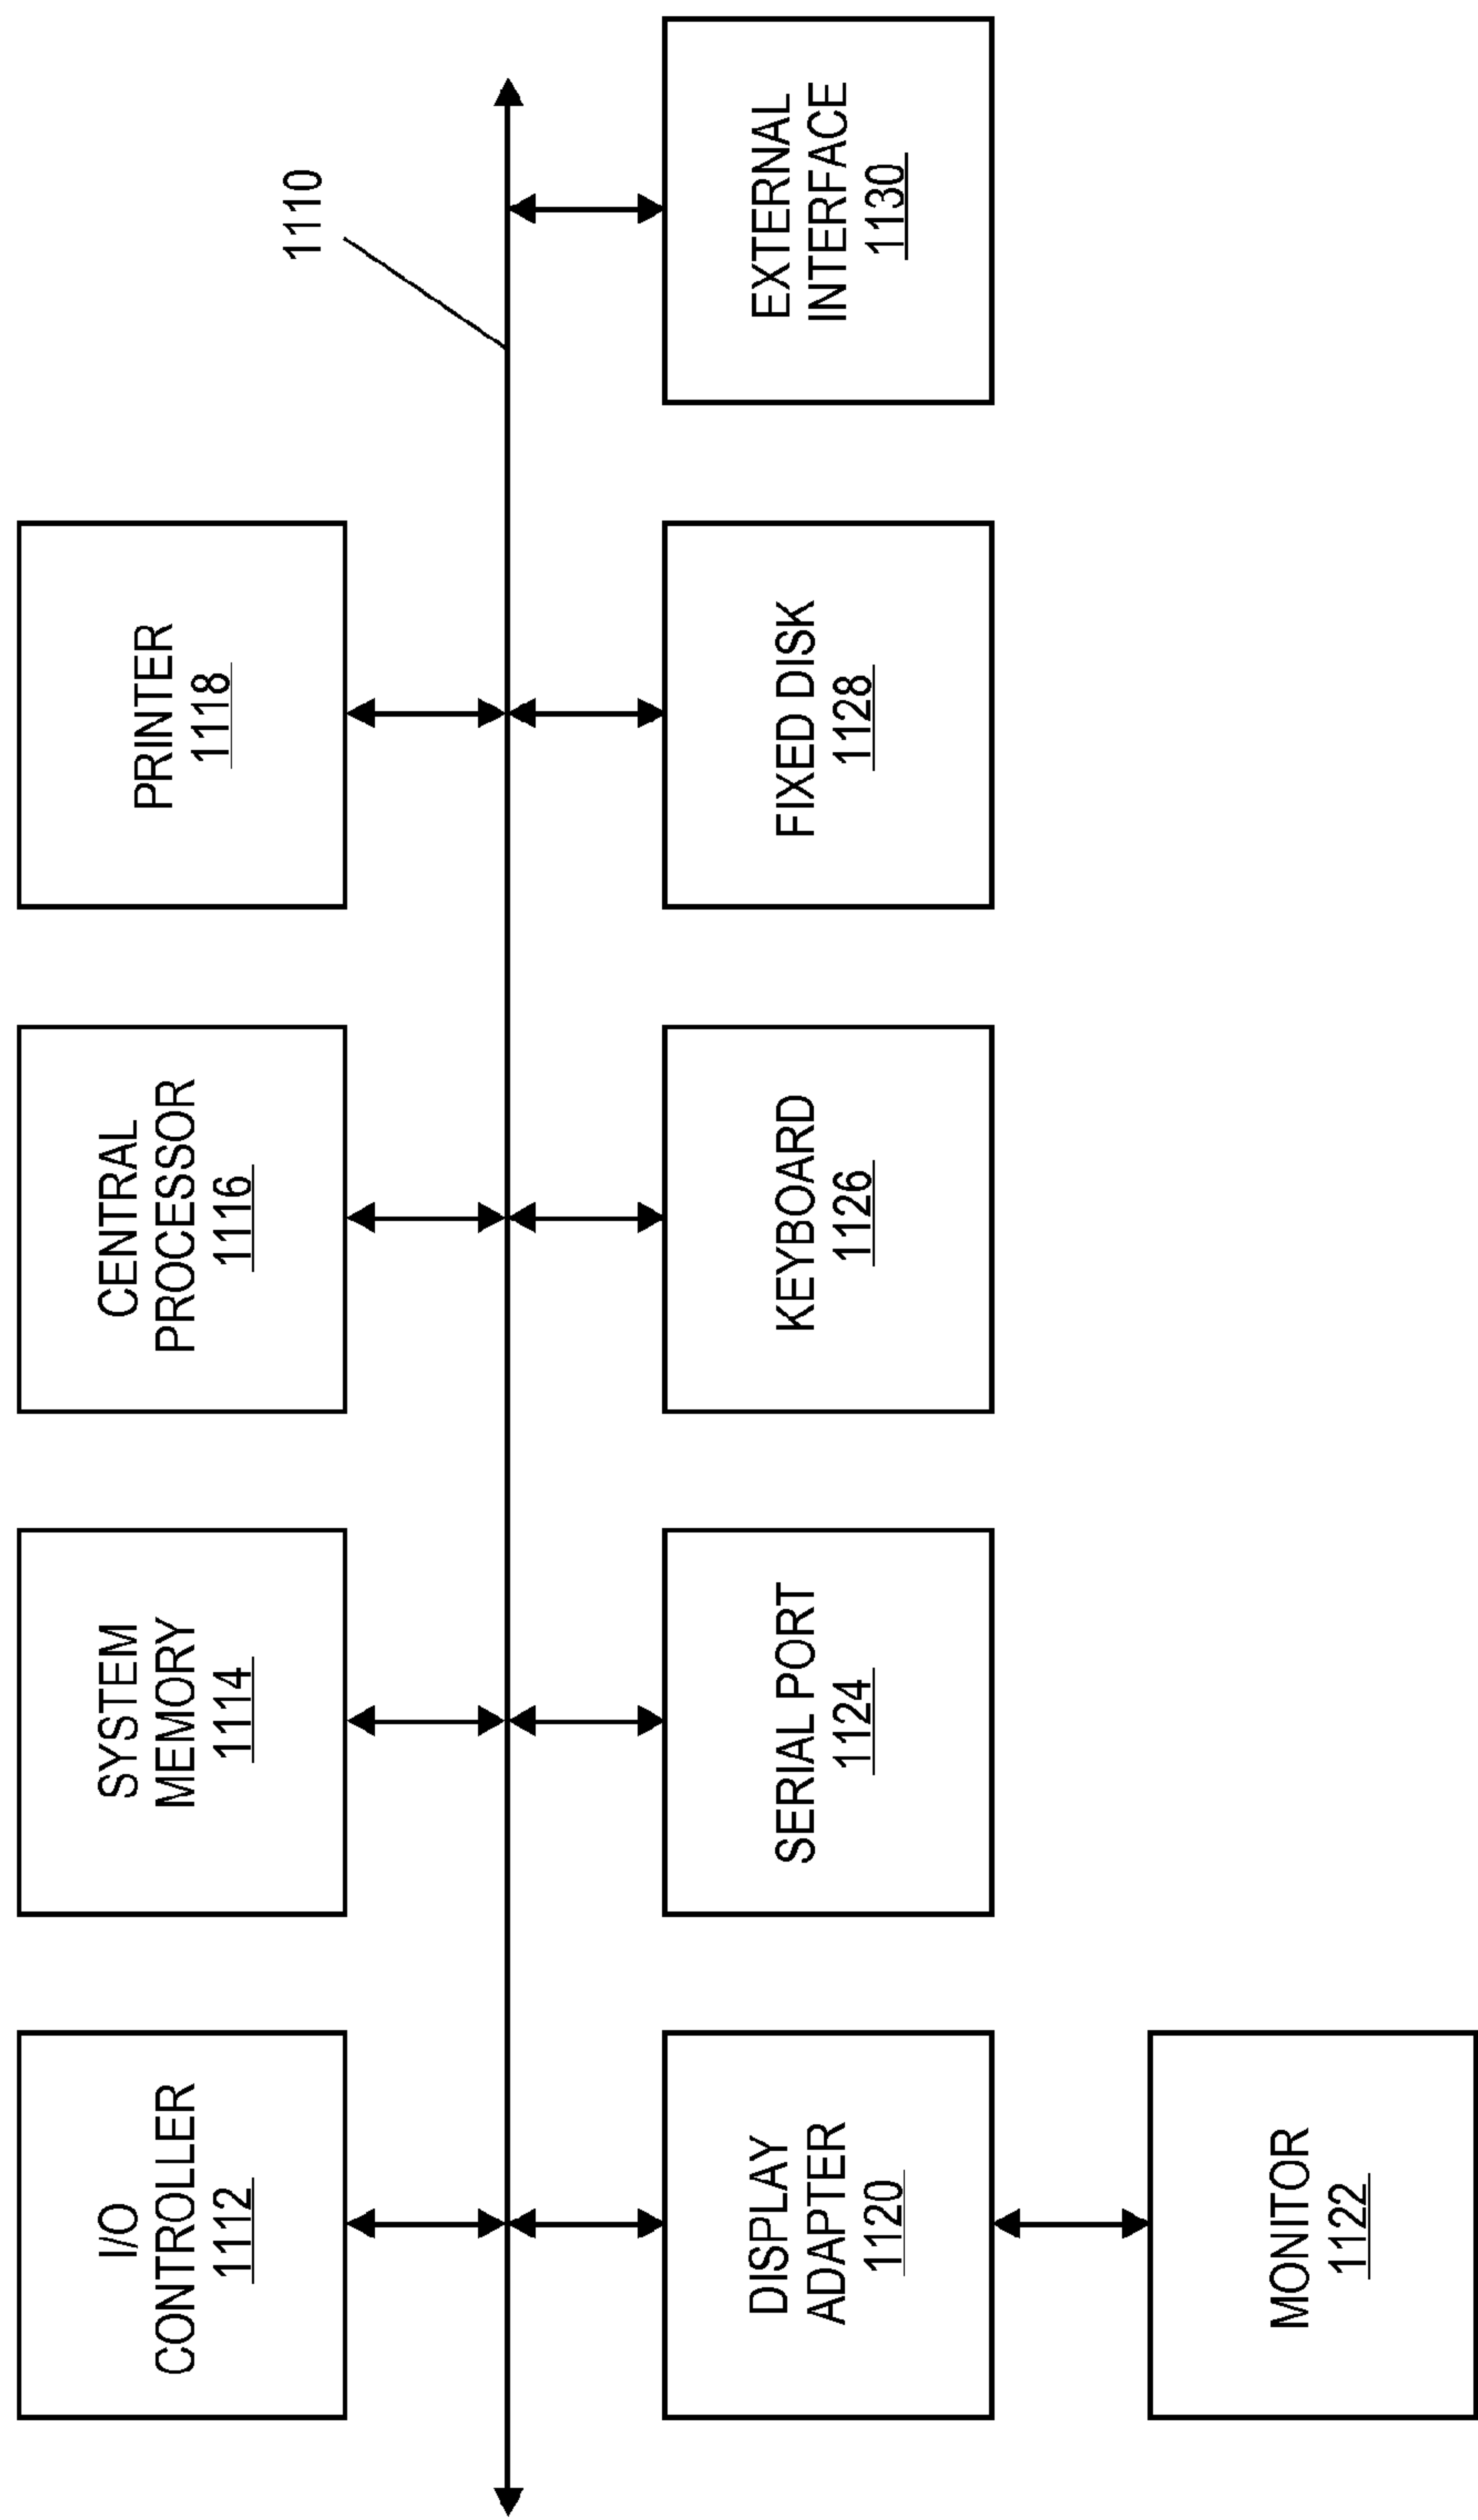 I/O
CONTROLLER
1112
SYSTEM
MEMORY
1114
CENTRAL
PROCESSOR
1116
PRINTER
1118
1110
DISPLAY
ADAPTER
1120
SERIAL PORT
1124
KEYBOARD
1126
FIXED DISK
1128
EXTERNAL
INTERFACE
1130
MONITOR
1122